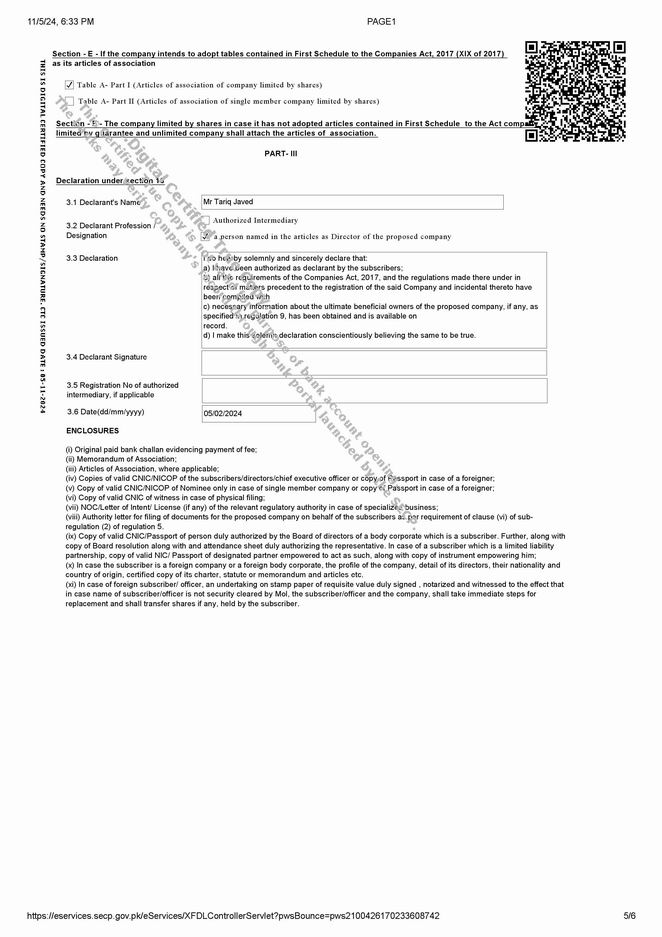 11/5/24, 6:33 PM
PAGE1
THIS IS DIGITAL CERTIFIED COPY AND NEEDS NO STAMP/SIGNATURE, CTC ISSUED DATE : 05-11-2024
Section - E - If the company intends to adopt tables contained in First Schedule to the Companies Act, 2017 (XIX of 2017)
as its articles of association
Table A- Part I (Articles of association of company limited by shares)
Table A- Part II (Articles of association of single member company limited by shares)
Section - E - The company limited by shares in case it has not adopted articles contained in First Schedule to the Act company
limited by guarantee and unlimited company shall attach the articles of association.
PART- III
Declaration under section 16
3.1 Declarant's Name
Mr Tariq Javed
3.2 Declarant Profession /
Designation
Authorized Intermediary
a person named in the articles as Director of the proposed company
3.3 Declaration
I do hereby solemnly and sincerely declare that:
a) I have been authorized as declarant by the subscribers;
b) all the requirements of the Companies Act, 2017, and the regulations made there under in
respect of matters precedent to the registration of the said Company and incidental thereto have
been complied with
c) necessary information about the ultimate beneficial owners of the proposed company, if any, as
specified in regulation 9, has been obtained and is available on
record.
d) I make this solemn declaration conscientiously believing the same to be true.
3.4 Declarant Signature
3.5 Registration No of authorized
intermediary, if applicable
3.6 Date(dd/mm/yyyy)
05/02/2024
ENCLOSURES
(i) Original paid bank challan evidencing payment of fee;
(ii) Memorandum of Association;
(iii) Articles of Association, where applicable;
(iv) Copies of valid CNIC/NICOP of the subscribers/directors/chief executive officer or copy of Passport in case of a foreigner;
(v) Copy of valid CNIC/NICOP of Nominee only in case of single member company or copy of Passport in case of a foreigner;
(vi) Copy of valid CNIC of witness in case of physical filing;
(vii) NOC/Letter of Intent/ License (if any) of the relevant regulatory authority in case of specialized business;
(viii) Authority letter for filing of documents for the proposed company on behalf of the subscribers as per requirement of clause (vi) of sub-
regulation (2) of regulation 5.
(ix) Copy of valid CNIC/Passport of person duly authorized by the Board of directors of a body corporate which is a subscriber. Further, along with
copy of Board resolution along with and attendance sheet duly authorizing the representative. In case of a subscriber which is a limited liability
partnership, copy of valid NIC/ Passport of designated partner empowered to act as such, along with copy of instrument empowering him;
(x) In case the subscriber is a foreign company or a foreign body corporate, the profile of the company, detail of its directors, their nationality and
country of origin, certified copy of its charter, statute or memorandum and articles etc.
(xi) In case of foreign subscriber/ officer, an undertaking on stamp paper of requisite value duly signed , notarized and witnessed to the effect that
in case name of subscriber/officer is not security cleared by MoI, the subscriber/officer and the company, shall take immediate steps for
replacement and shall transfer shares if any, held by the subscriber.
Digital Certified True Copy
This Certified True Copy is not for the purpose of bank account opening.
The banks may verify company's record through bank portal launched by the SECP.
https://eservices.secp.gov.pk/eServices/XFDLControllerServlet?pwsBounce=pws2100426170233608742
5/6